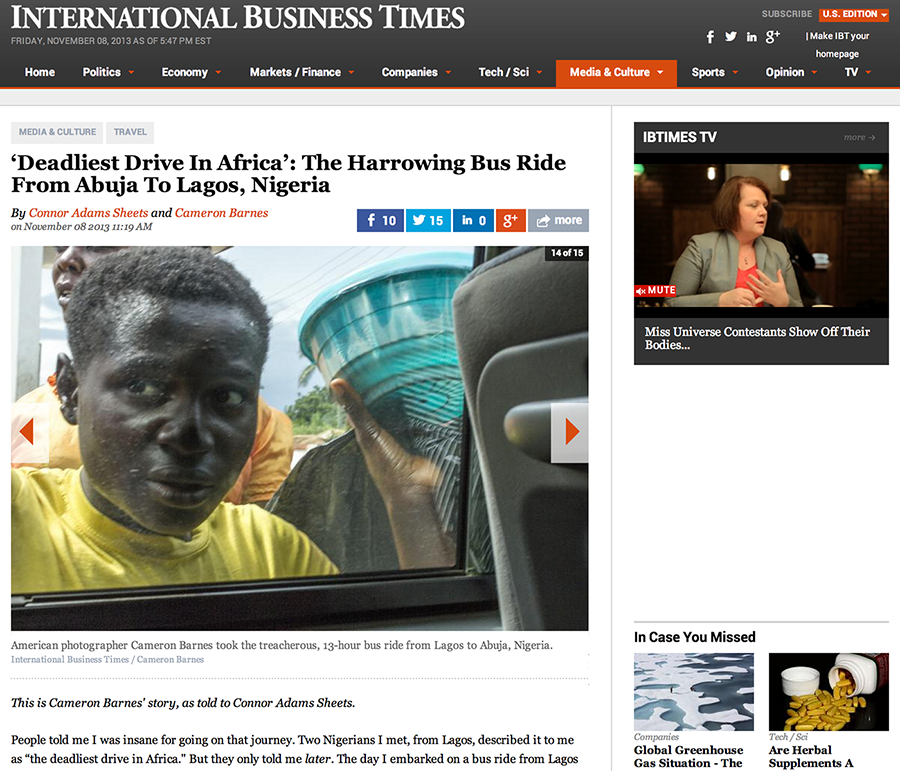 INTERNATIONAL BUSINESS TIMES
FRIDAY, NOVEMBER 08, 2013 AS OF 5:47 PM EST
SUBSCRIBE U.S. EDITION
| Make IBT your
homepage
Home Politics Economy Markets / Finance Companies Tech / Sci Media & Culture Sports Opinion TV
MEDIA & CULTURE TRAVEL
‘Deadliest Drive In Africa’: The Harrowing Bus Ride
From Abuja To Lagos, Nigeria
By Connor Adams Sheets and Cameron Barnes
on November 08 2013 11:19 AM
10 15 in 0 g+ more
14 of 15
American photographer Cameron Barnes took the treacherous, 13-hour bus ride from Lagos to Abuja, Nigeria.
International Business Times / Cameron Barnes
This is Cameron Barnes' story, as told to Connor Adams Sheets.
People told me I was insane for going on that journey. Two Nigerians I met, from Lagos, described it to me
as “the deadliest drive in Africa.” But they only told me later. The day I embarked on a bus ride from Lagos
IBTIMES TV more →
MUTE
Miss Universe Contestants Show Off Their
Bodies...
In Case You Missed
Companies
Global Greenhouse
Gas Situation - The
Tech / Sci
Are Herbal
Supplements A